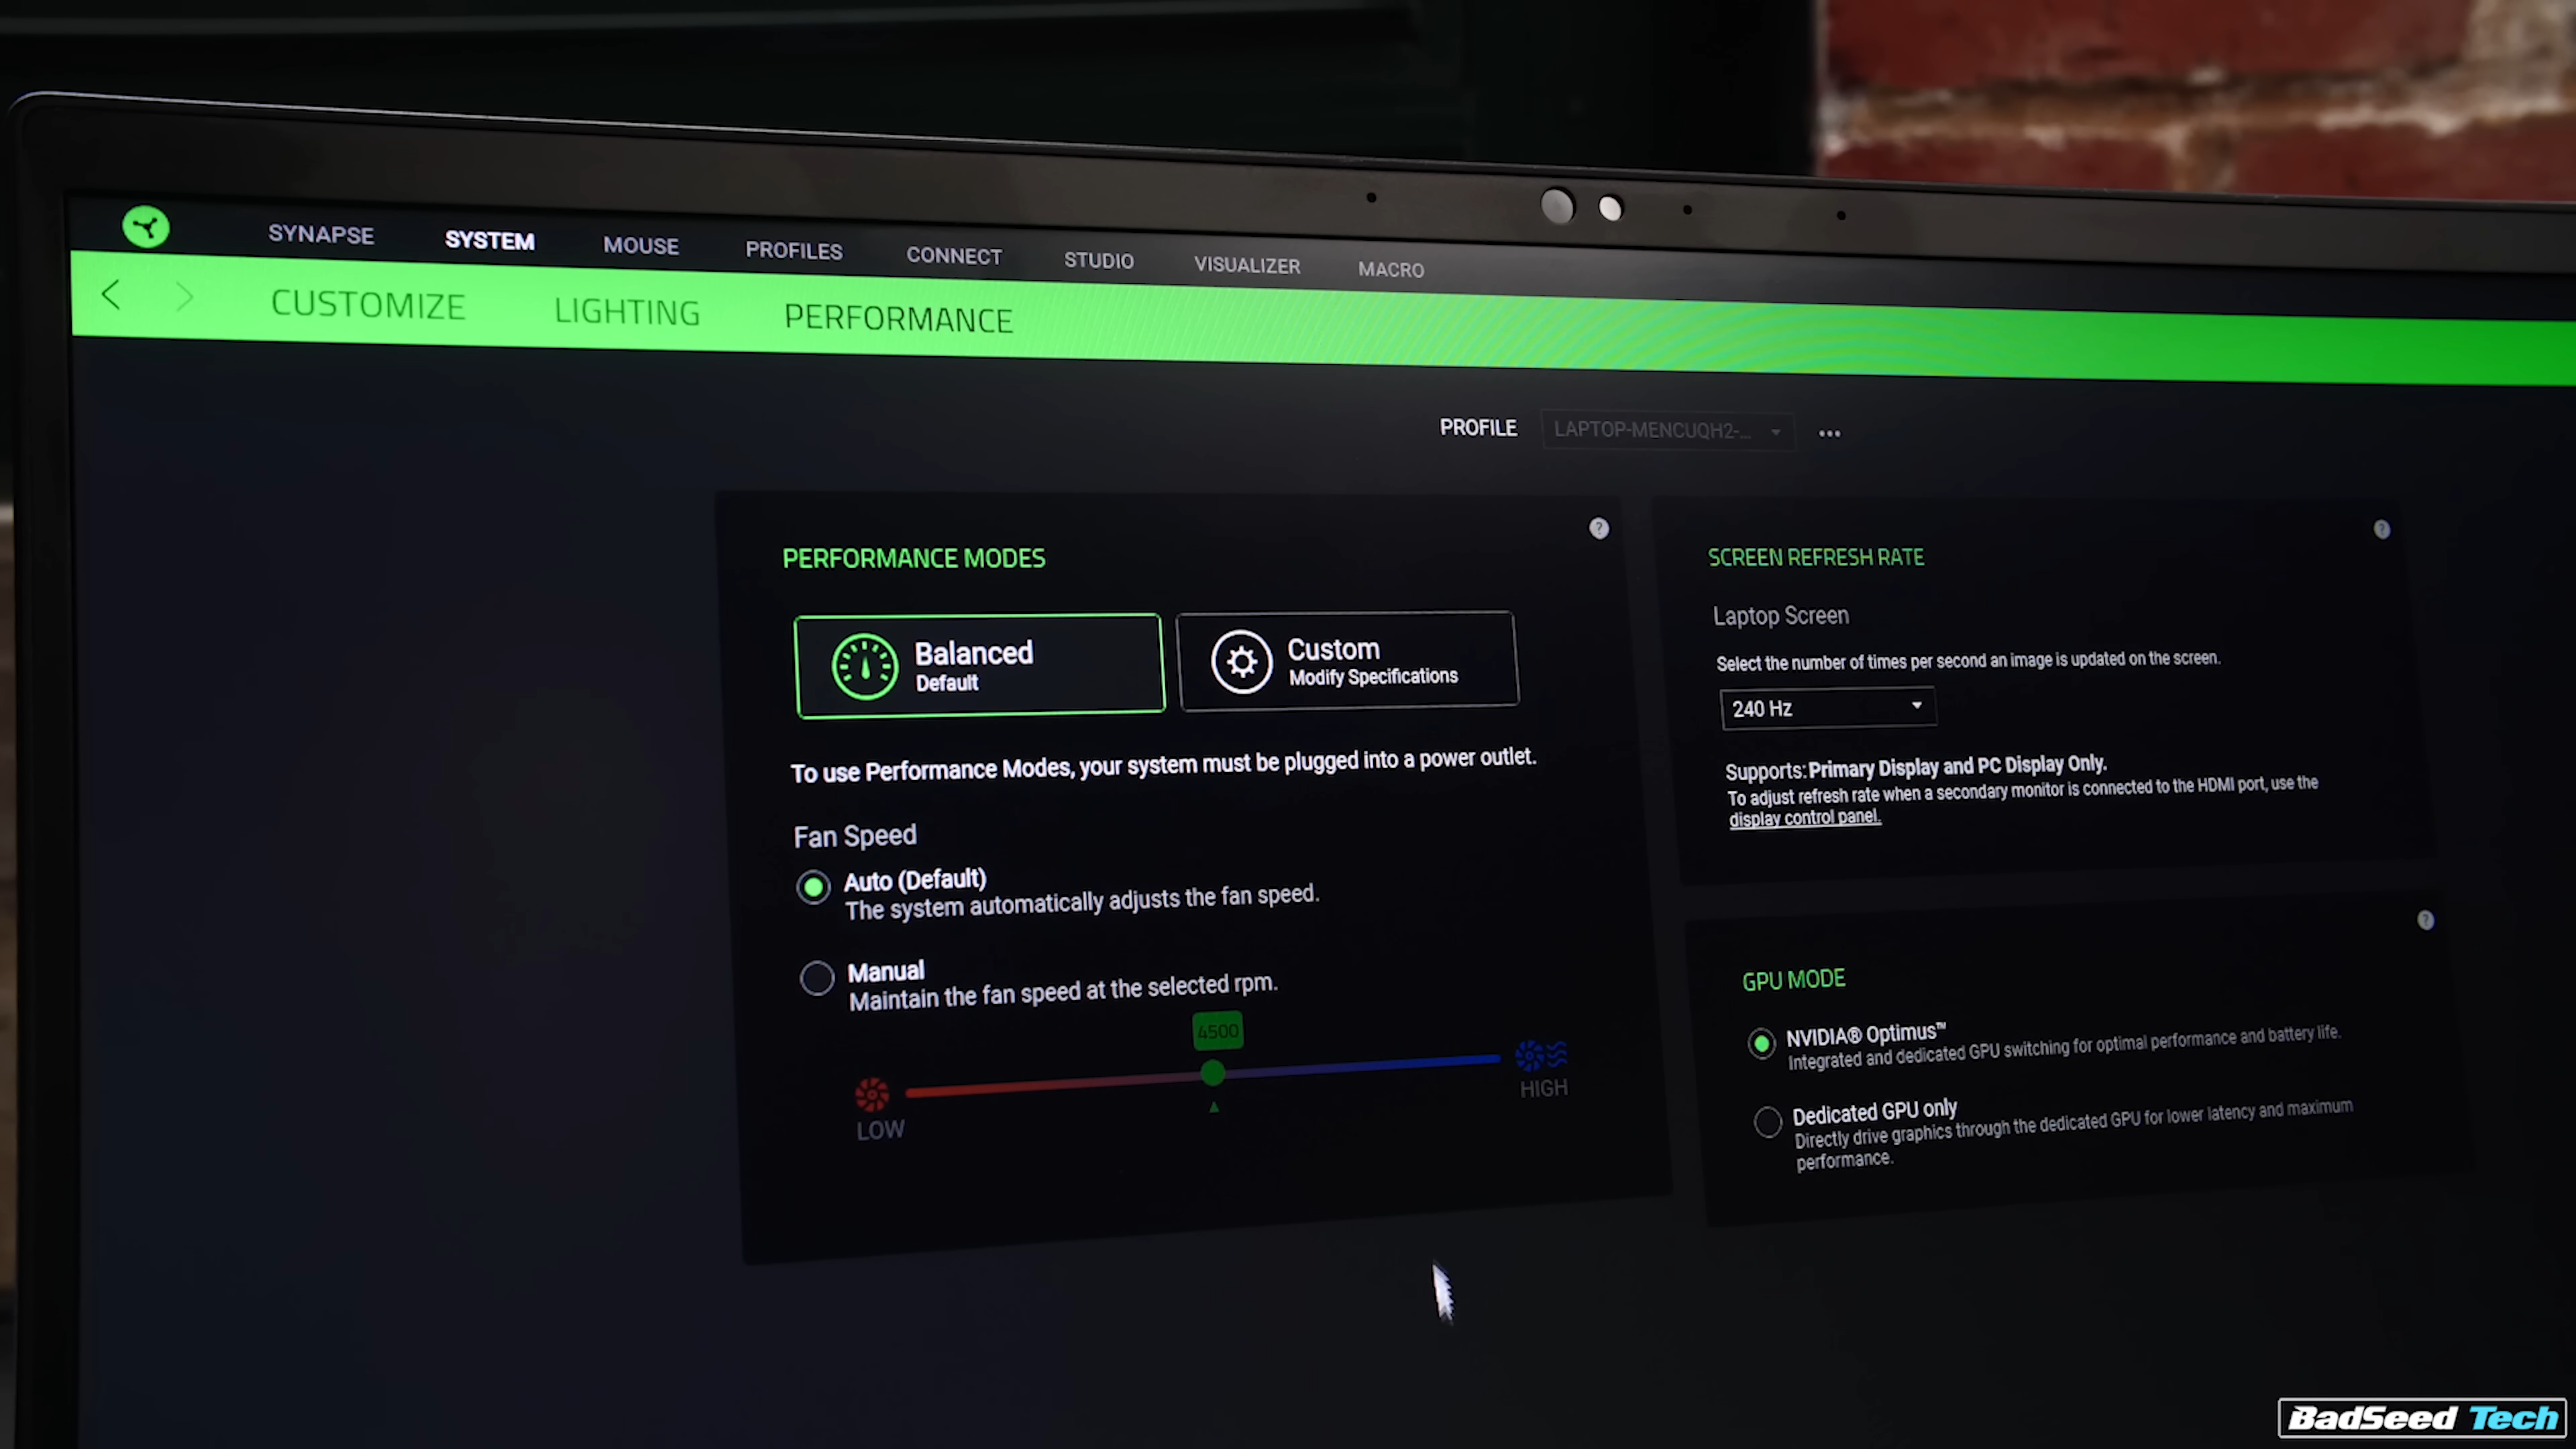 SYNAPSE SYSTEM MOUSE PROFILES CONNECT STUDIO VISUALIZER MACRO
CUSTOMIZE LIGHTING PERFORMANCE
PROFILE LAPTOP-MENCUQH2-...
PERFORMANCE MODES
Balanced
Default
Custom
Modify Specifications
To use Performance Modes, your system must be plugged into a power outlet.
Fan Speed
Auto (Default)
The system automatically adjusts the fan speed.
Manual
Maintain the fan speed at the selected rpm.
4500
LOW
HIGH
SCREEN REFRESH RATE
Laptop Screen
Select the number of times per second an image is updated on the screen.
240 Hz
Supports: Primary Display and PC Display Only.
To adjust refresh rate when a secondary monitor is connected to the HDMI port, use the
display control panel.
GPU MODE
NVIDIA® Optimus™
Integrated and dedicated GPU switching for optimal performance and battery life.
Dedicated GPU only
Directly drive graphics through the dedicated GPU for lower latency and maximum
performance.
BadSeed Tech